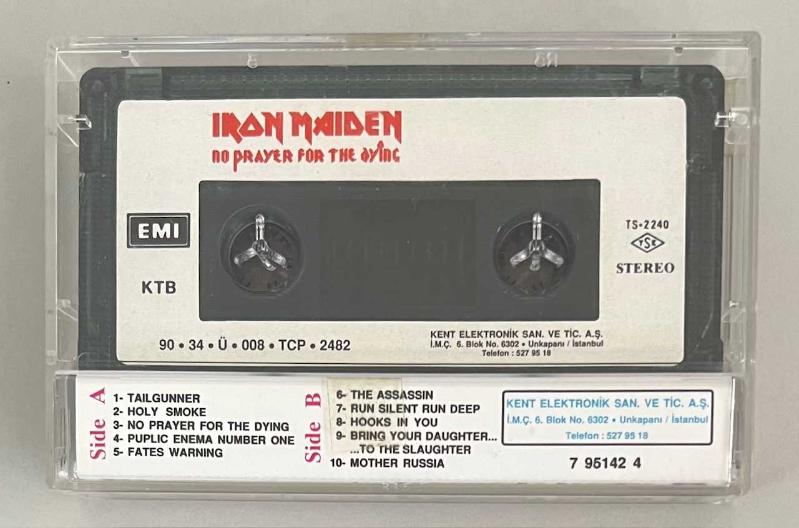 IRON MAIDEN
NO PRAYER FOR THE DYING
EMI
KTB
TS•2240
TSE
STEREO
90 • 34 • Ü • 008 • TCP • 2482
KENT ELEKTRONİK SAN. VE TİC. A.Ş.
İ.M.Ç. 6. Blok No. 6302 • Unkapanı / İstanbul
Telefon : 527 95 18
Side A
1- TAILGUNNER
2- HOLY SMOKE
3- NO PRAYER FOR THE DYING
4- PUPLIC ENEMA NUMBER ONE
5- FATES WARNING
Side B
6- THE ASSASSIN
7- RUN SILENT RUN DEEP
8- HOOKS IN YOU
9- BRING YOUR DAUGHTER...
...TO THE SLAUGHTER
10- MOTHER RUSSIA
KENT ELEKTRONİK SAN. VE TİC. A.Ş.
İ.M.Ç. 6. Blok No. 6302 • Unkapanı / İstanbul
Telefon : 527 95 18
7 95142 4